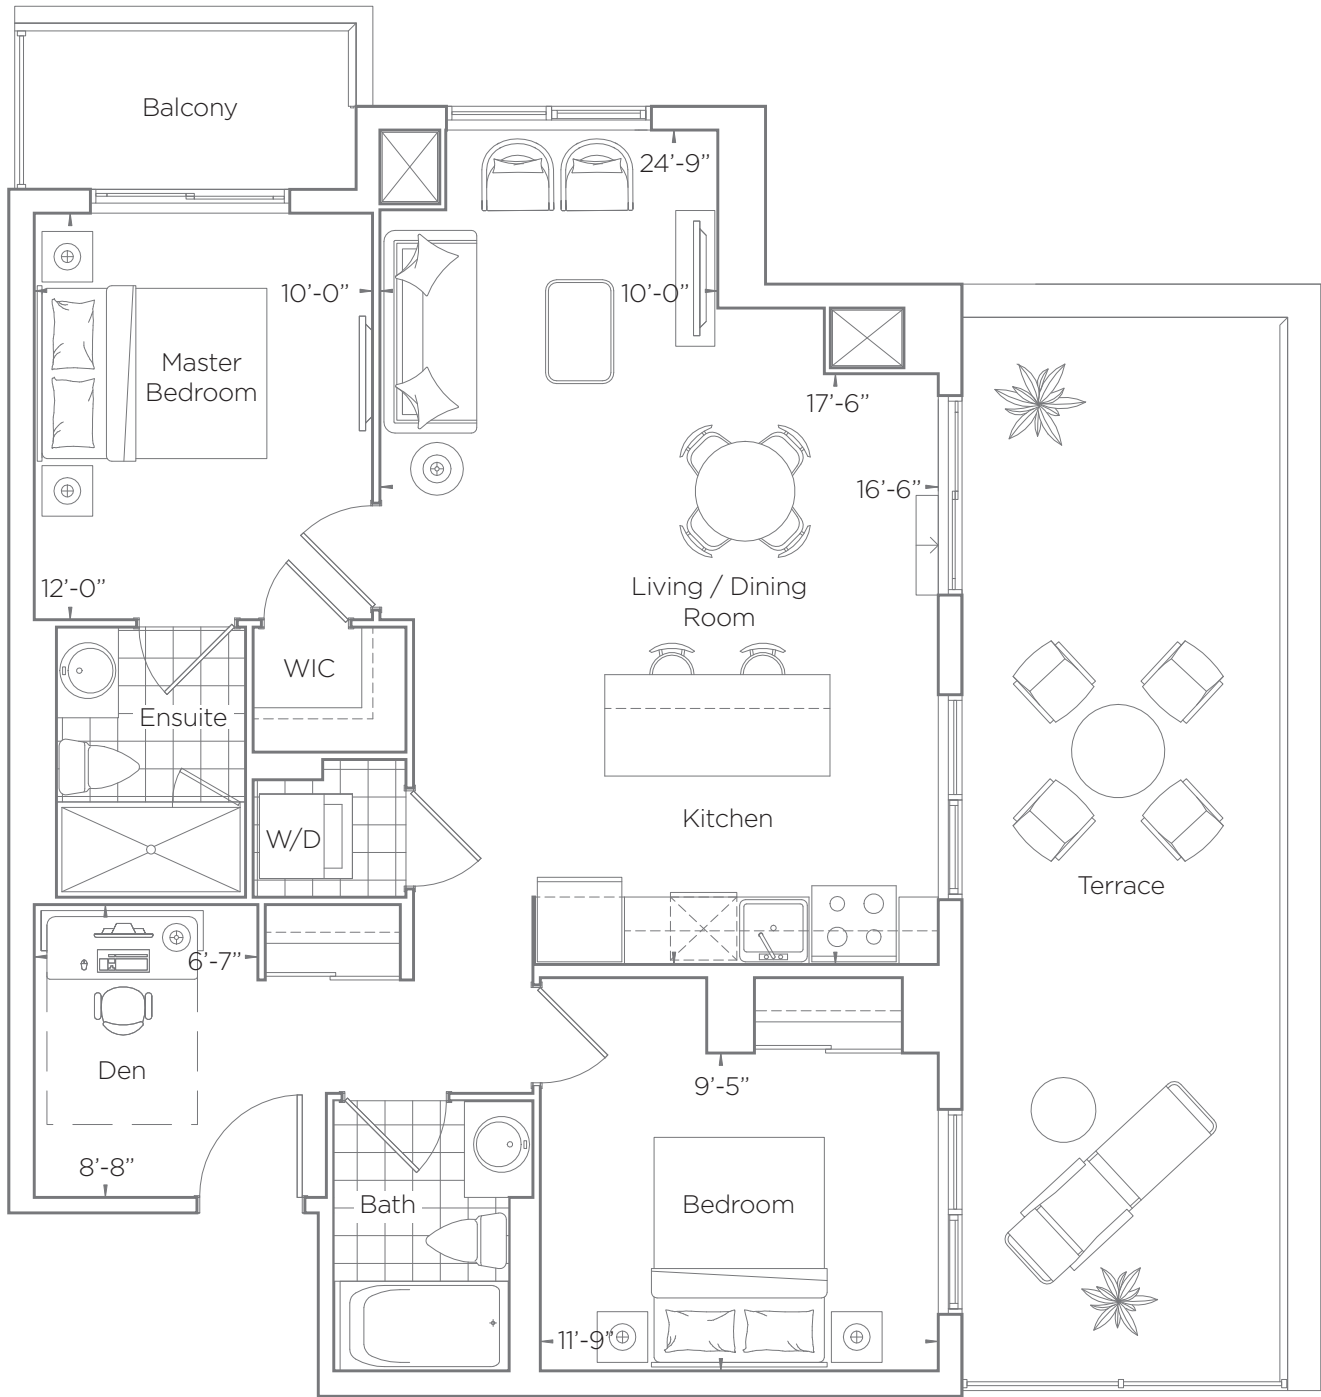 Balcony
24’-9”
10’-0”
10’-0”
Master
Bedroom
17’-6”
16’-6”
12’-0”
Living / Dining
Room
WIC
Ensuite
Kitchen
W/D
Terrace
6’-7”
Den
9’-5”
8’-8”
Bath
Bedroom
11’-9”